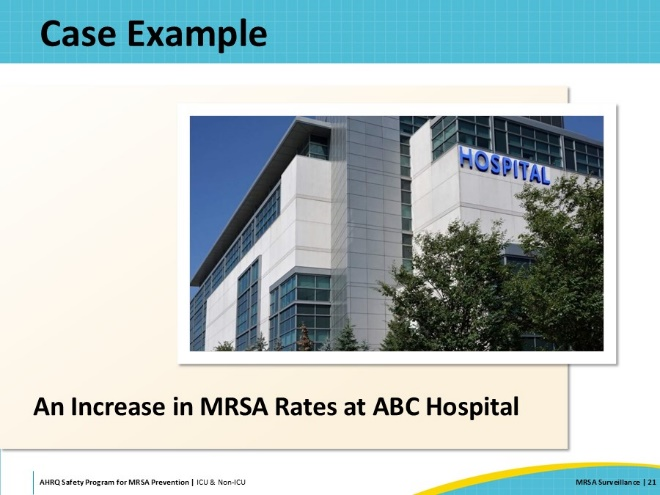 Case Example
HOSPITAL
An Increase in MRSA Rates at ABC Hospital
AHRQ Safety Program for MRSA Prevention | ICU & Non-ICU
MRSA Surveillance | 21